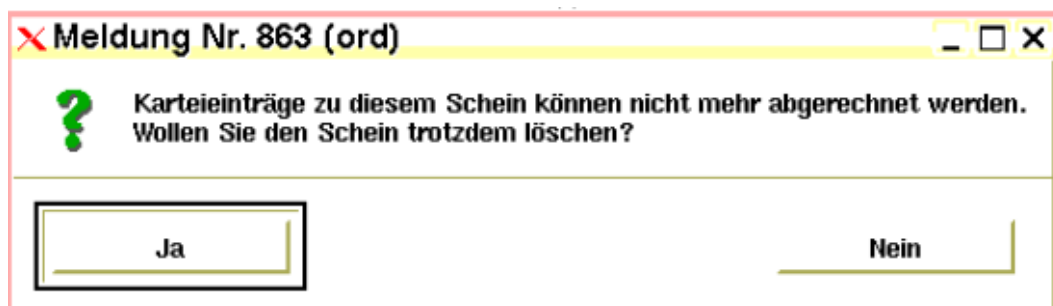 Meldung Nr. 863 (ord)
Karteieinträge zu diesem Schein können nicht mehr abgerechnet werden.
Wollen Sie den Schein trotzdem löschen?
Ja
Nein